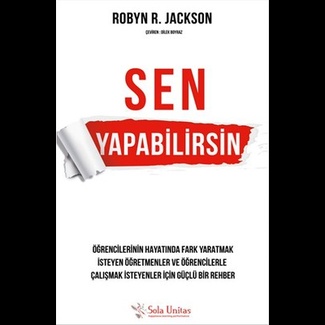 ROBYN R. JACKSON
ÇEVİREN: DİLEK BOYRAZ
SEN
YAPABİLİRSİN
ÖĞRENCİLERİNİN HAYATINDA FARK YARATMAK
İSTEYEN ÖĞRETMENLER VE ÖĞRENCİLERLE
ÇALIŞMAK İSTEYENLER İÇİN GÜÇLÜ BİR REHBER
Sola Unitas